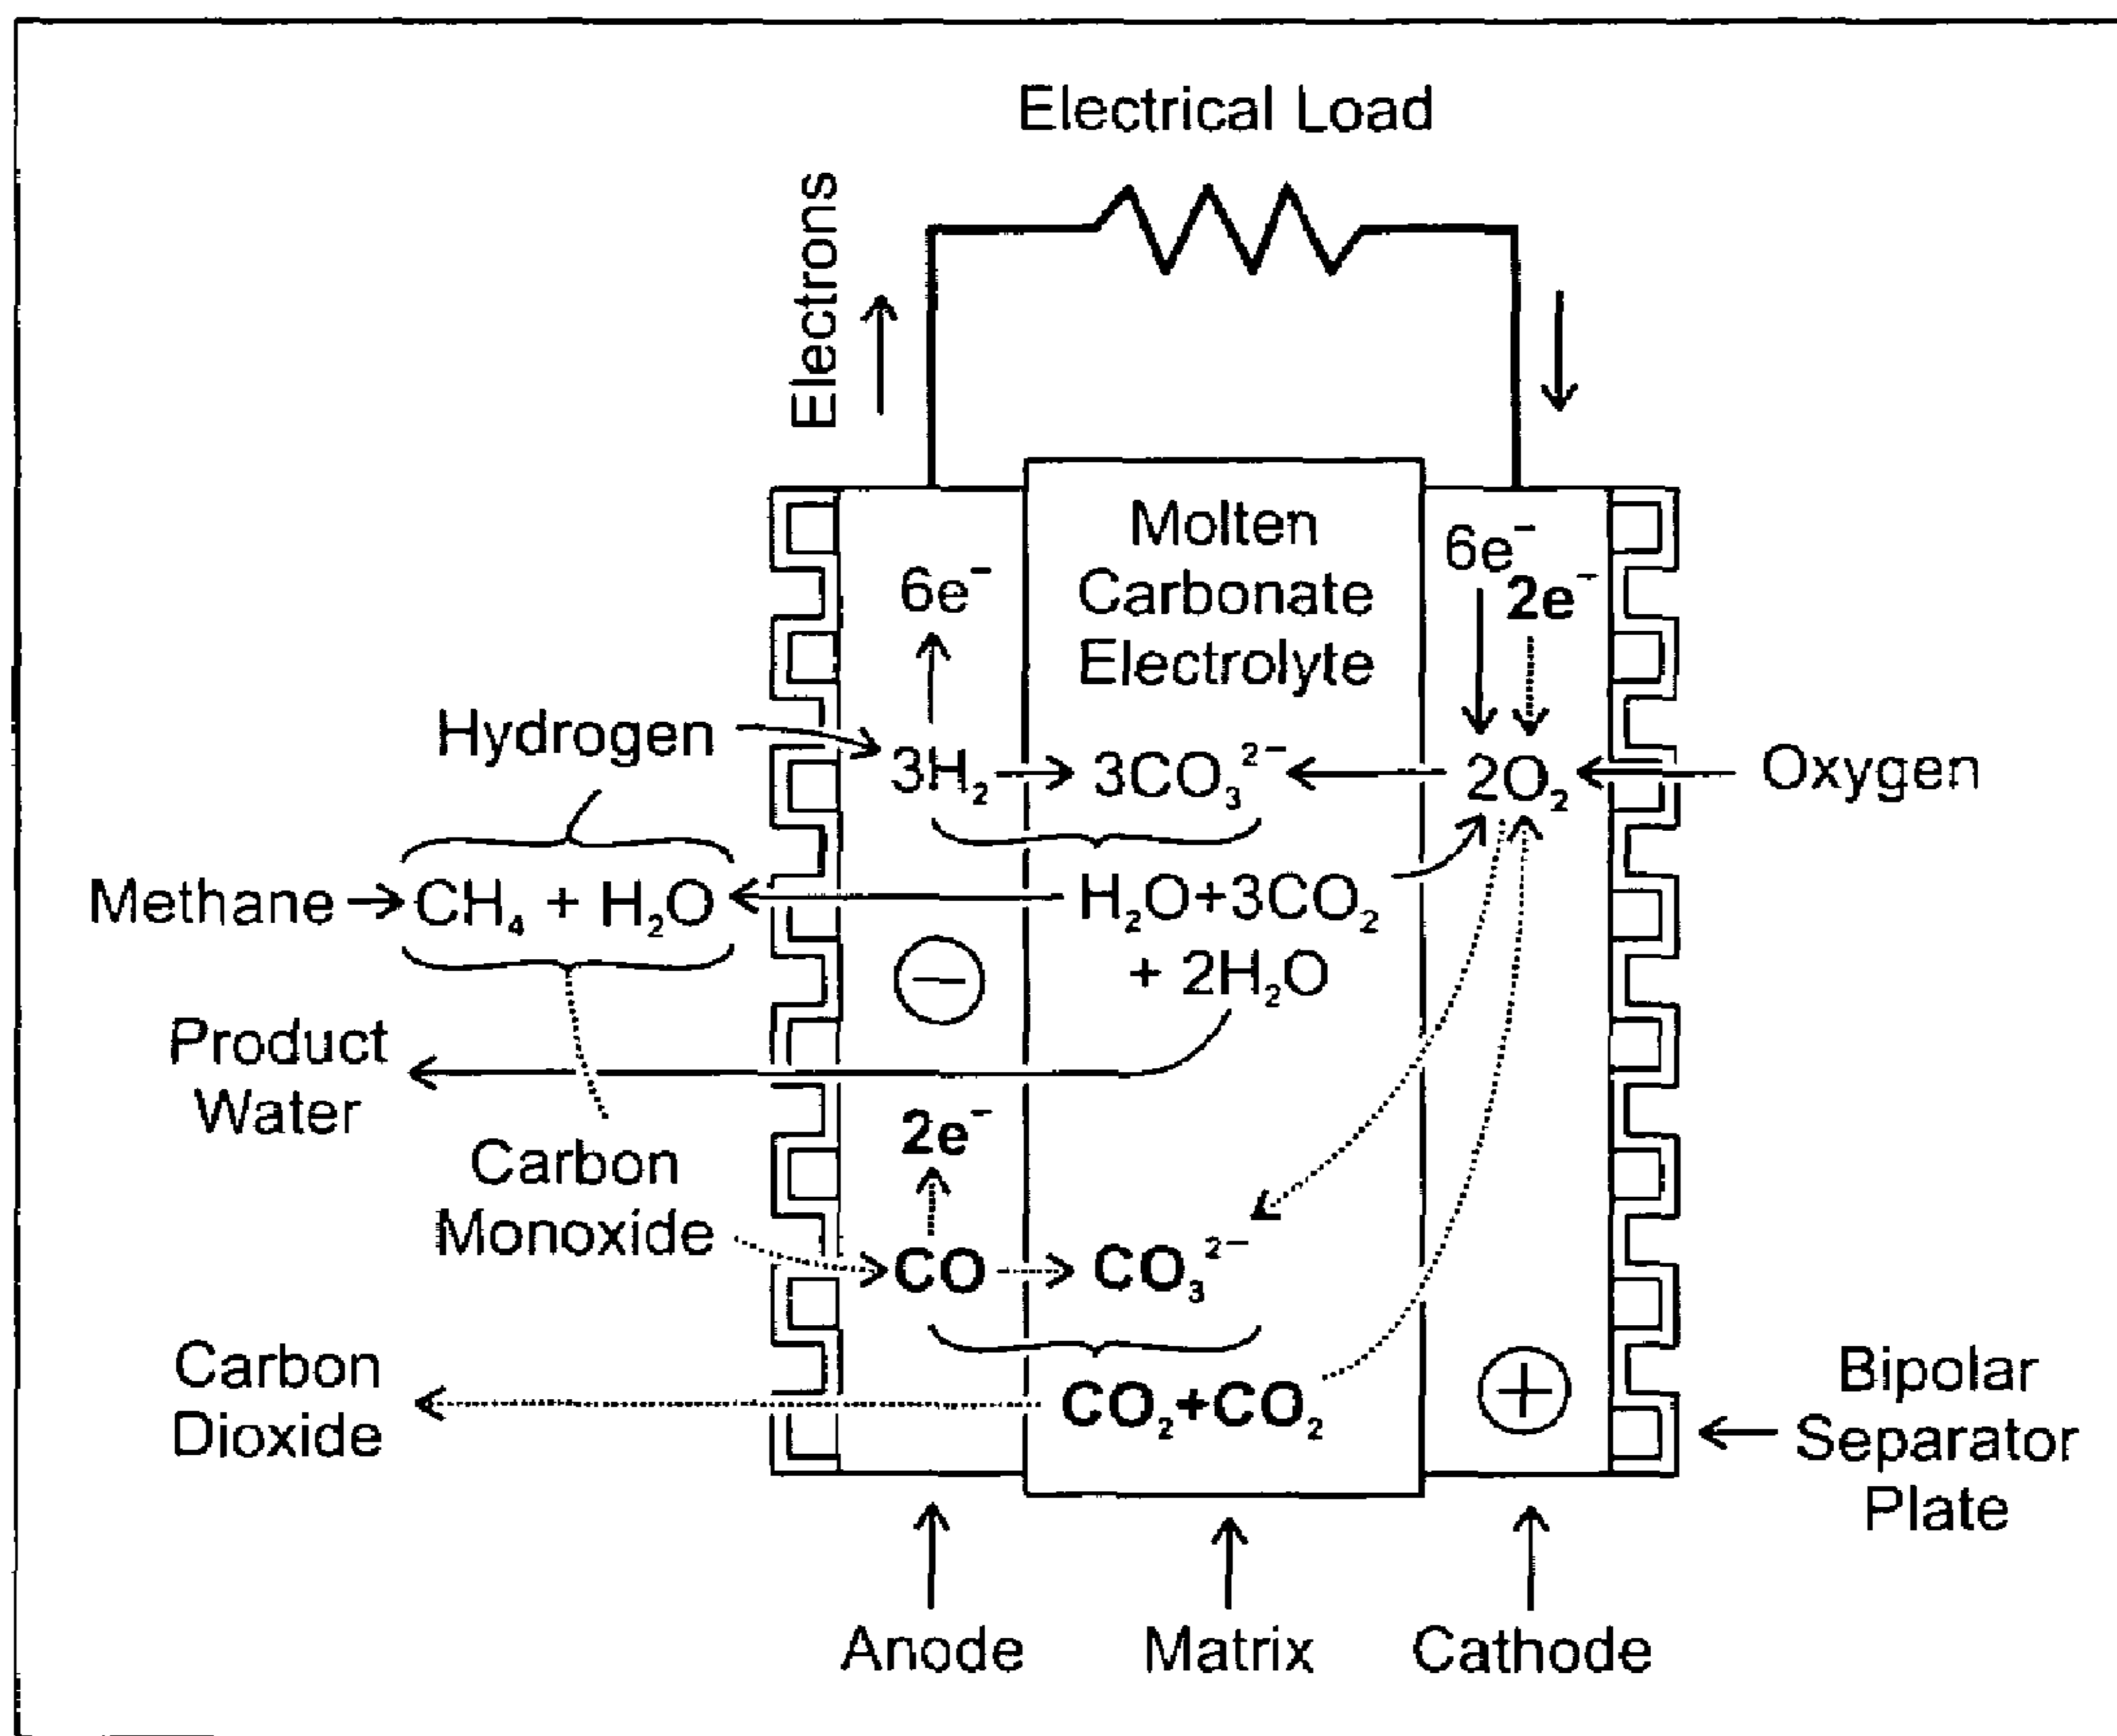 Electrical Load
Electrons
Molten
Carbonate
Electrolyte
6e⁻
6e⁻
2e⁻
Hydrogen
3H₂
3CO₃²⁻
2O₂
Oxygen
Methane
CH₄ + H₂O
H₂O+3CO₂
+ 2H₂O
−
Product
Water
2e⁻
Carbon
Monoxide
CO
CO₃²⁻
Carbon
Dioxide
CO₂+CO₂
+
Bipolar
Separator
Plate
Anode
Matrix
Cathode